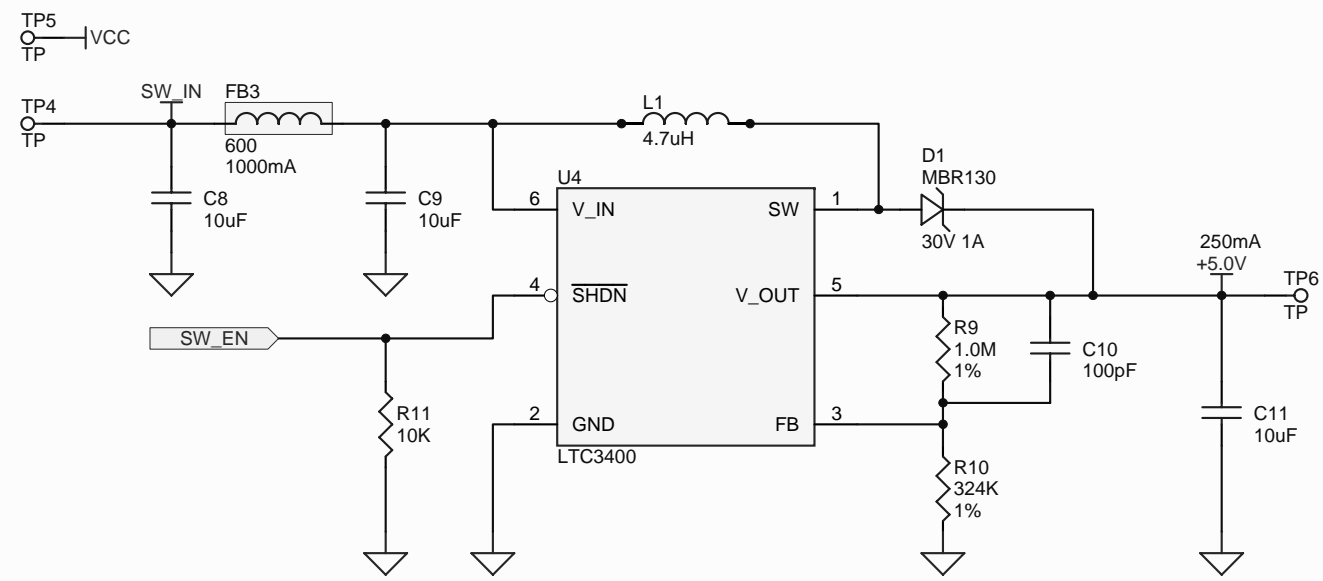 TP5
TP
VCC
SW_IN
FB3
TP4
TP
600
1000mA
L1
4.7uH
C8
10uF
C9
10uF
U4
6
V_IN
SW
1
D1
MBR130
30V 1A
4
SHDN
V_OUT
5
250mA
+5.0V
TP6
TP
SW_EN
R9
1.0M
1%
C10
100pF
R11
10K
2
GND
FB
3
LTC3400
R10
324K
1%
C11
10uF